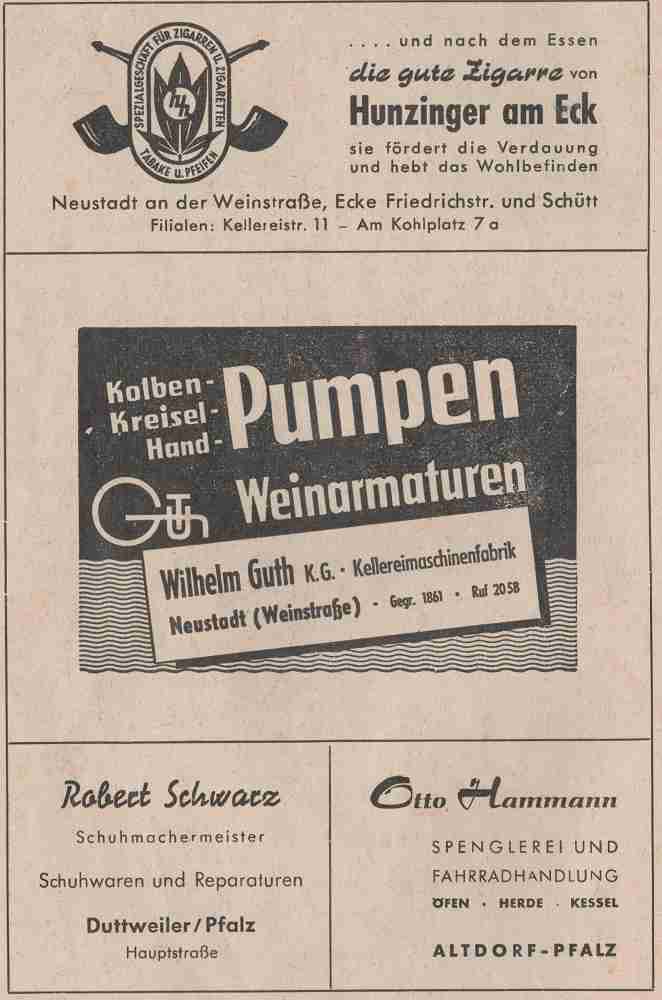 SPEZIALGESCHÄFT FÜR ZIGARREN U. ZIGARETTEN
TABAKE U. PFEIFEN
hyh
.... und nach dem Essen
die gute Zigarre von
Hunzinger am Eck
sie fördert die Verdauung
und hebt das Wohlbefinden
Neustadt an der Weinstraße, Ecke Friedrichstr. und Schütt
Filialen: Kellereistr. 11 – Am Kohlplatz 7a
Kolben-
Kreisel-
Hand-
Pumpen
Guth
Weinarmaturen
Wilhelm Guth K.G. · Kellereimaschinenfabrik
Neustadt (Weinstraße) · Gegr. 1861 · Ruf 2058
Robert Schwarz
Schuhmachermeister
Schuhwaren und Reparaturen
Duttweiler/Pfalz
Hauptstraße
Otto Hammann
SPENGLEREI UND
FAHRRADHANDLUNG
ÖFEN · HERDE · KESSEL
ALTDORF-PFALZ